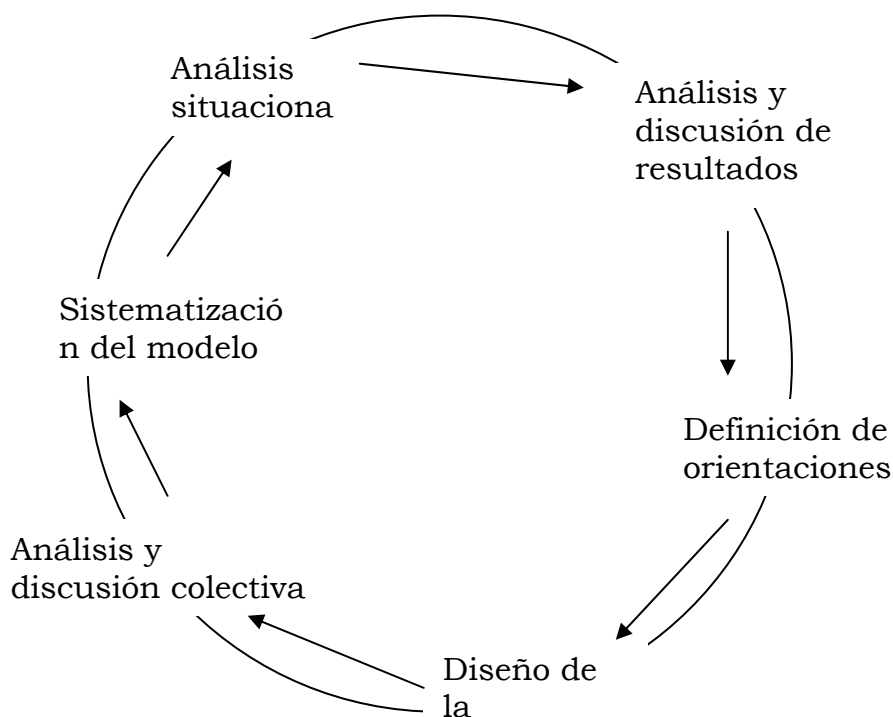 Análisis
situaciona
Análisis y
discusión de
resultados
Definición de
orientaciones
Diseño de
la
Análisis y
discusión colectiva
Sistematizació
n del modelo